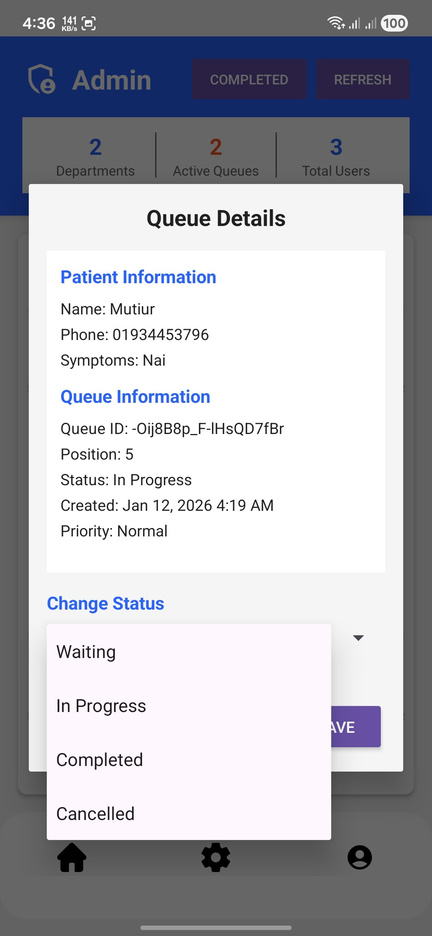 4:36 141 KB/s 100
Admin COMPLETED REFRESH
2 2 3
Departments Active Queues Total Users
Queue Details
Patient Information
Name: Mutiur
Phone: 01934453796
Symptoms: Nai
Queue Information
Queue ID: -Oij8B8p_F-lHsQD7fBr
Position: 5
Status: In Progress
Created: Jan 12, 2026 4:19 AM
Priority: Normal
Change Status
Waiting
In Progress
AVE
Completed
Cancelled